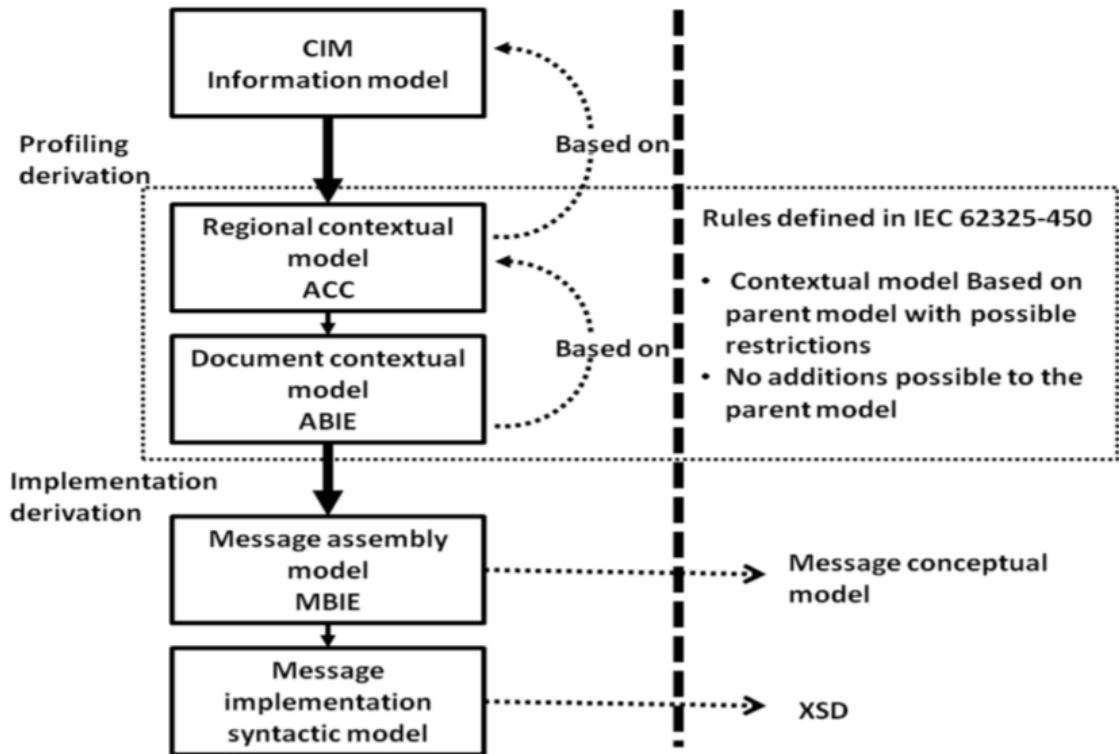 CIM
Information model
Profiling
derivation
Based on
Regional contextual
model
ACC
Rules defined in IEC 62325-450
• Contextual model Based on
parent model with possible
restrictions
• No additions possible to the
parent model
Document contextual
model
ABIE
Based on
Implementation
derivation
Message assembly
model
MBIE
Message conceptual
model
Message
implementation
syntactic model
XSD